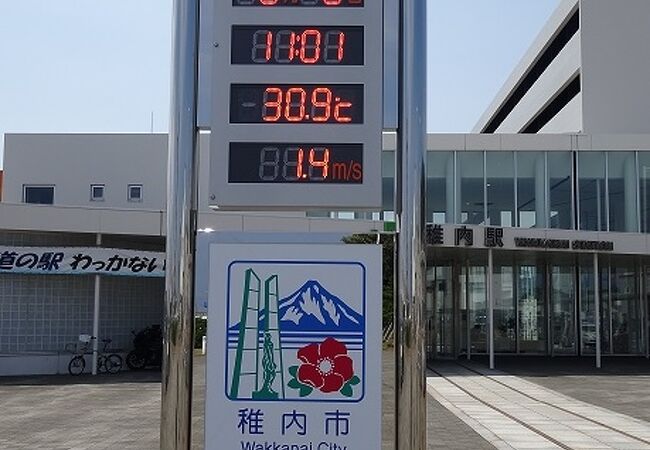 11:01
30.9℃
1.4 m/s
道の駅 わっかない
稚内駅 WAKKANAI STATION
稚内市
Wakkanai City